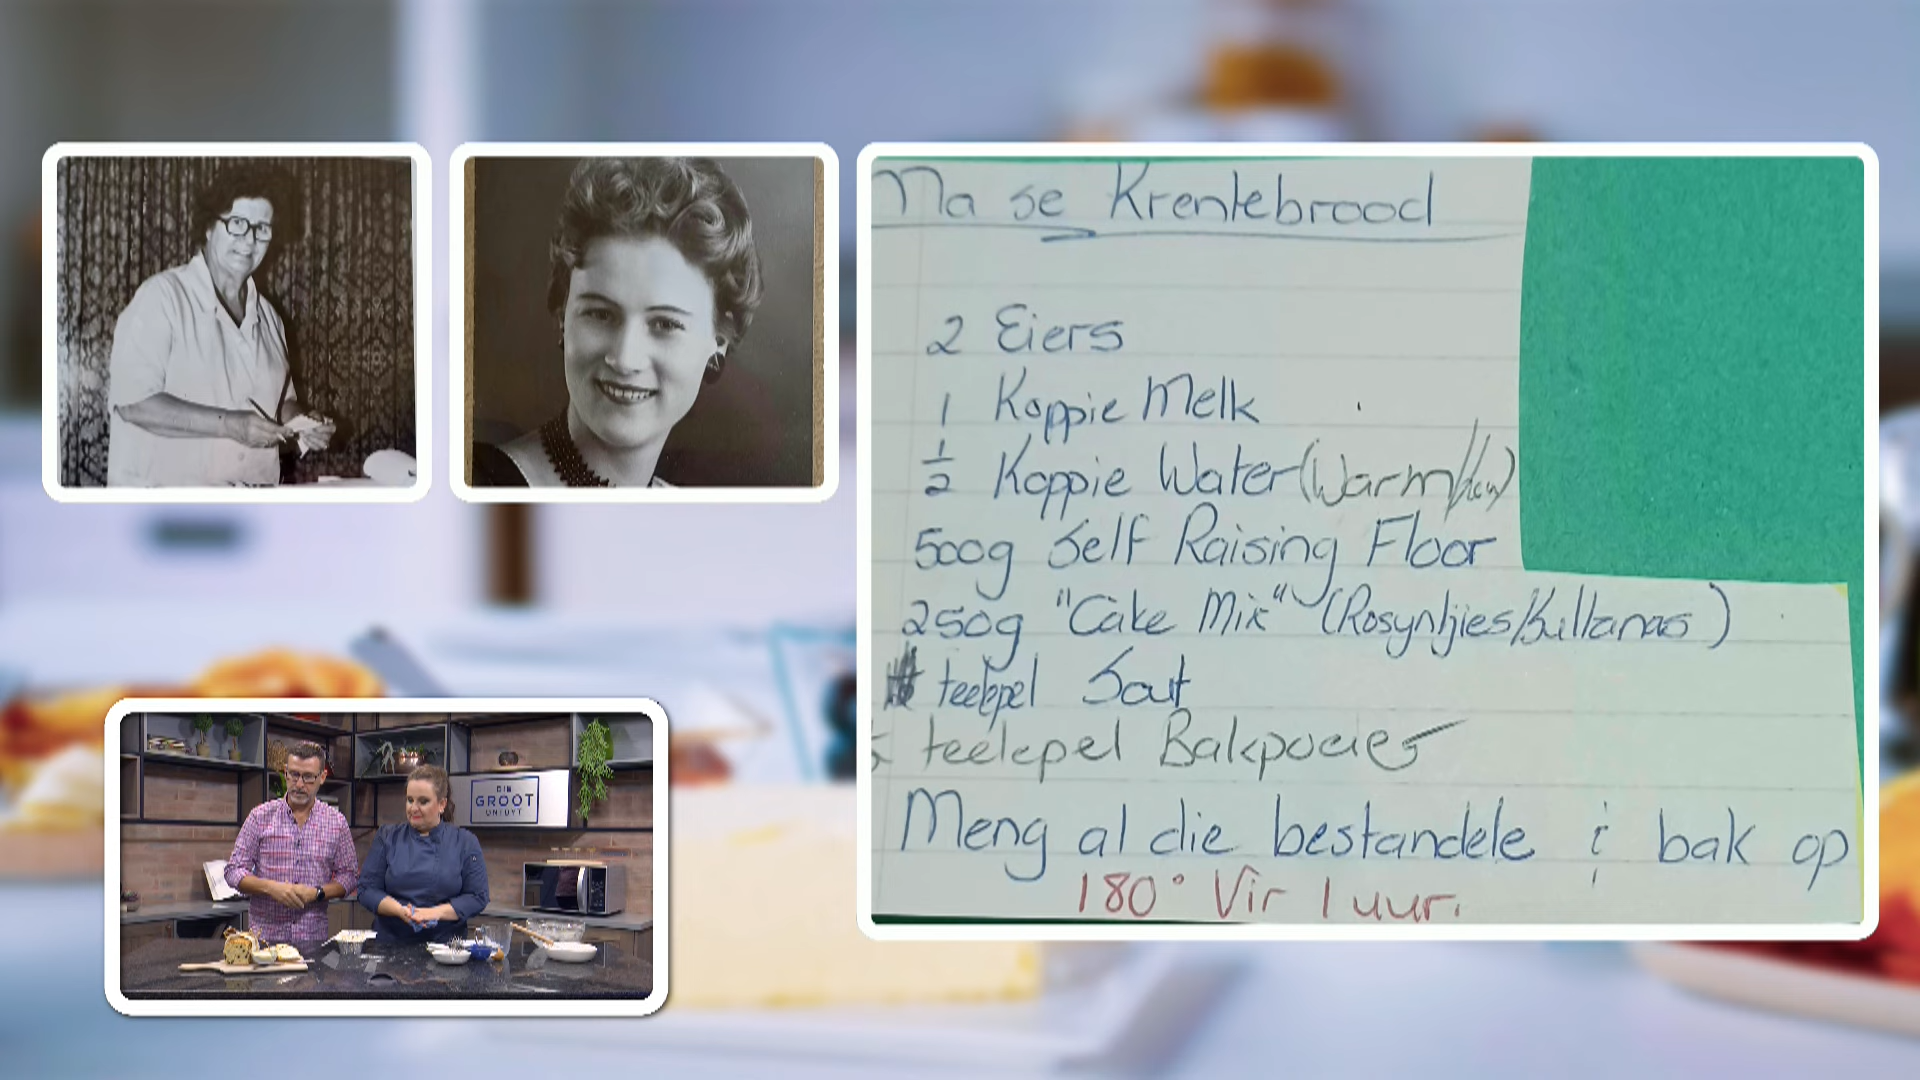 Ma se Krentebrood
2 Eiers
1 Koppie Melk
1/2 Koppie Water (Warm/
500g Self Raising Floor
250g "Cake Mix" (Rosyntjies/Sultanas)
teelepel Sout
teelepel Bakpoeier
Meng al die bestandele & bak op
180° Vir 1 uur.
DIE
GROOT
ONTBYT